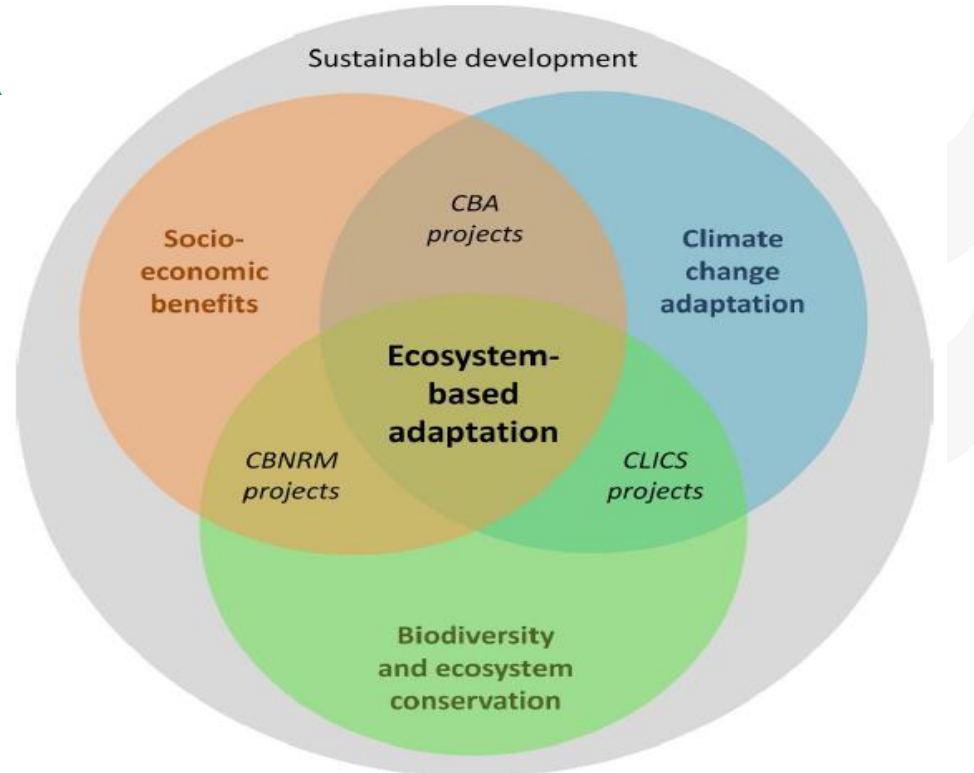 Sustainable development
CBA
projects
Socio-
economic
benefits
Climate
change
adaptation
Ecosystem-
based
adaptation
CBNRM
projects
CLICS
projects
Biodiversity
and ecosystem
conservation